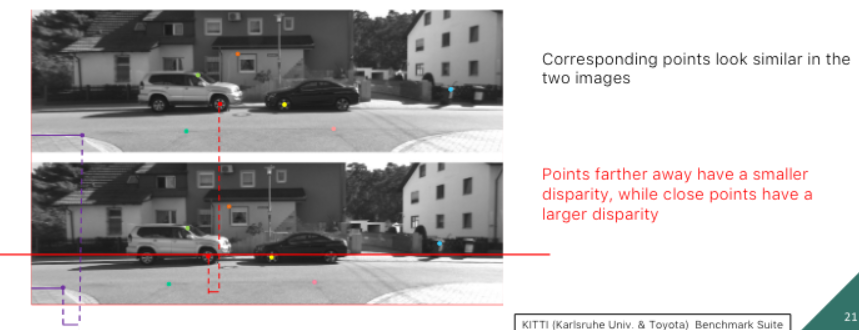 Corresponding points look similar in the
two images
Points farther away have a smaller
disparity, while close points have a
larger disparity
KITTI (Karlsruhe Univ. & Toyota) Benchmark Suite
21